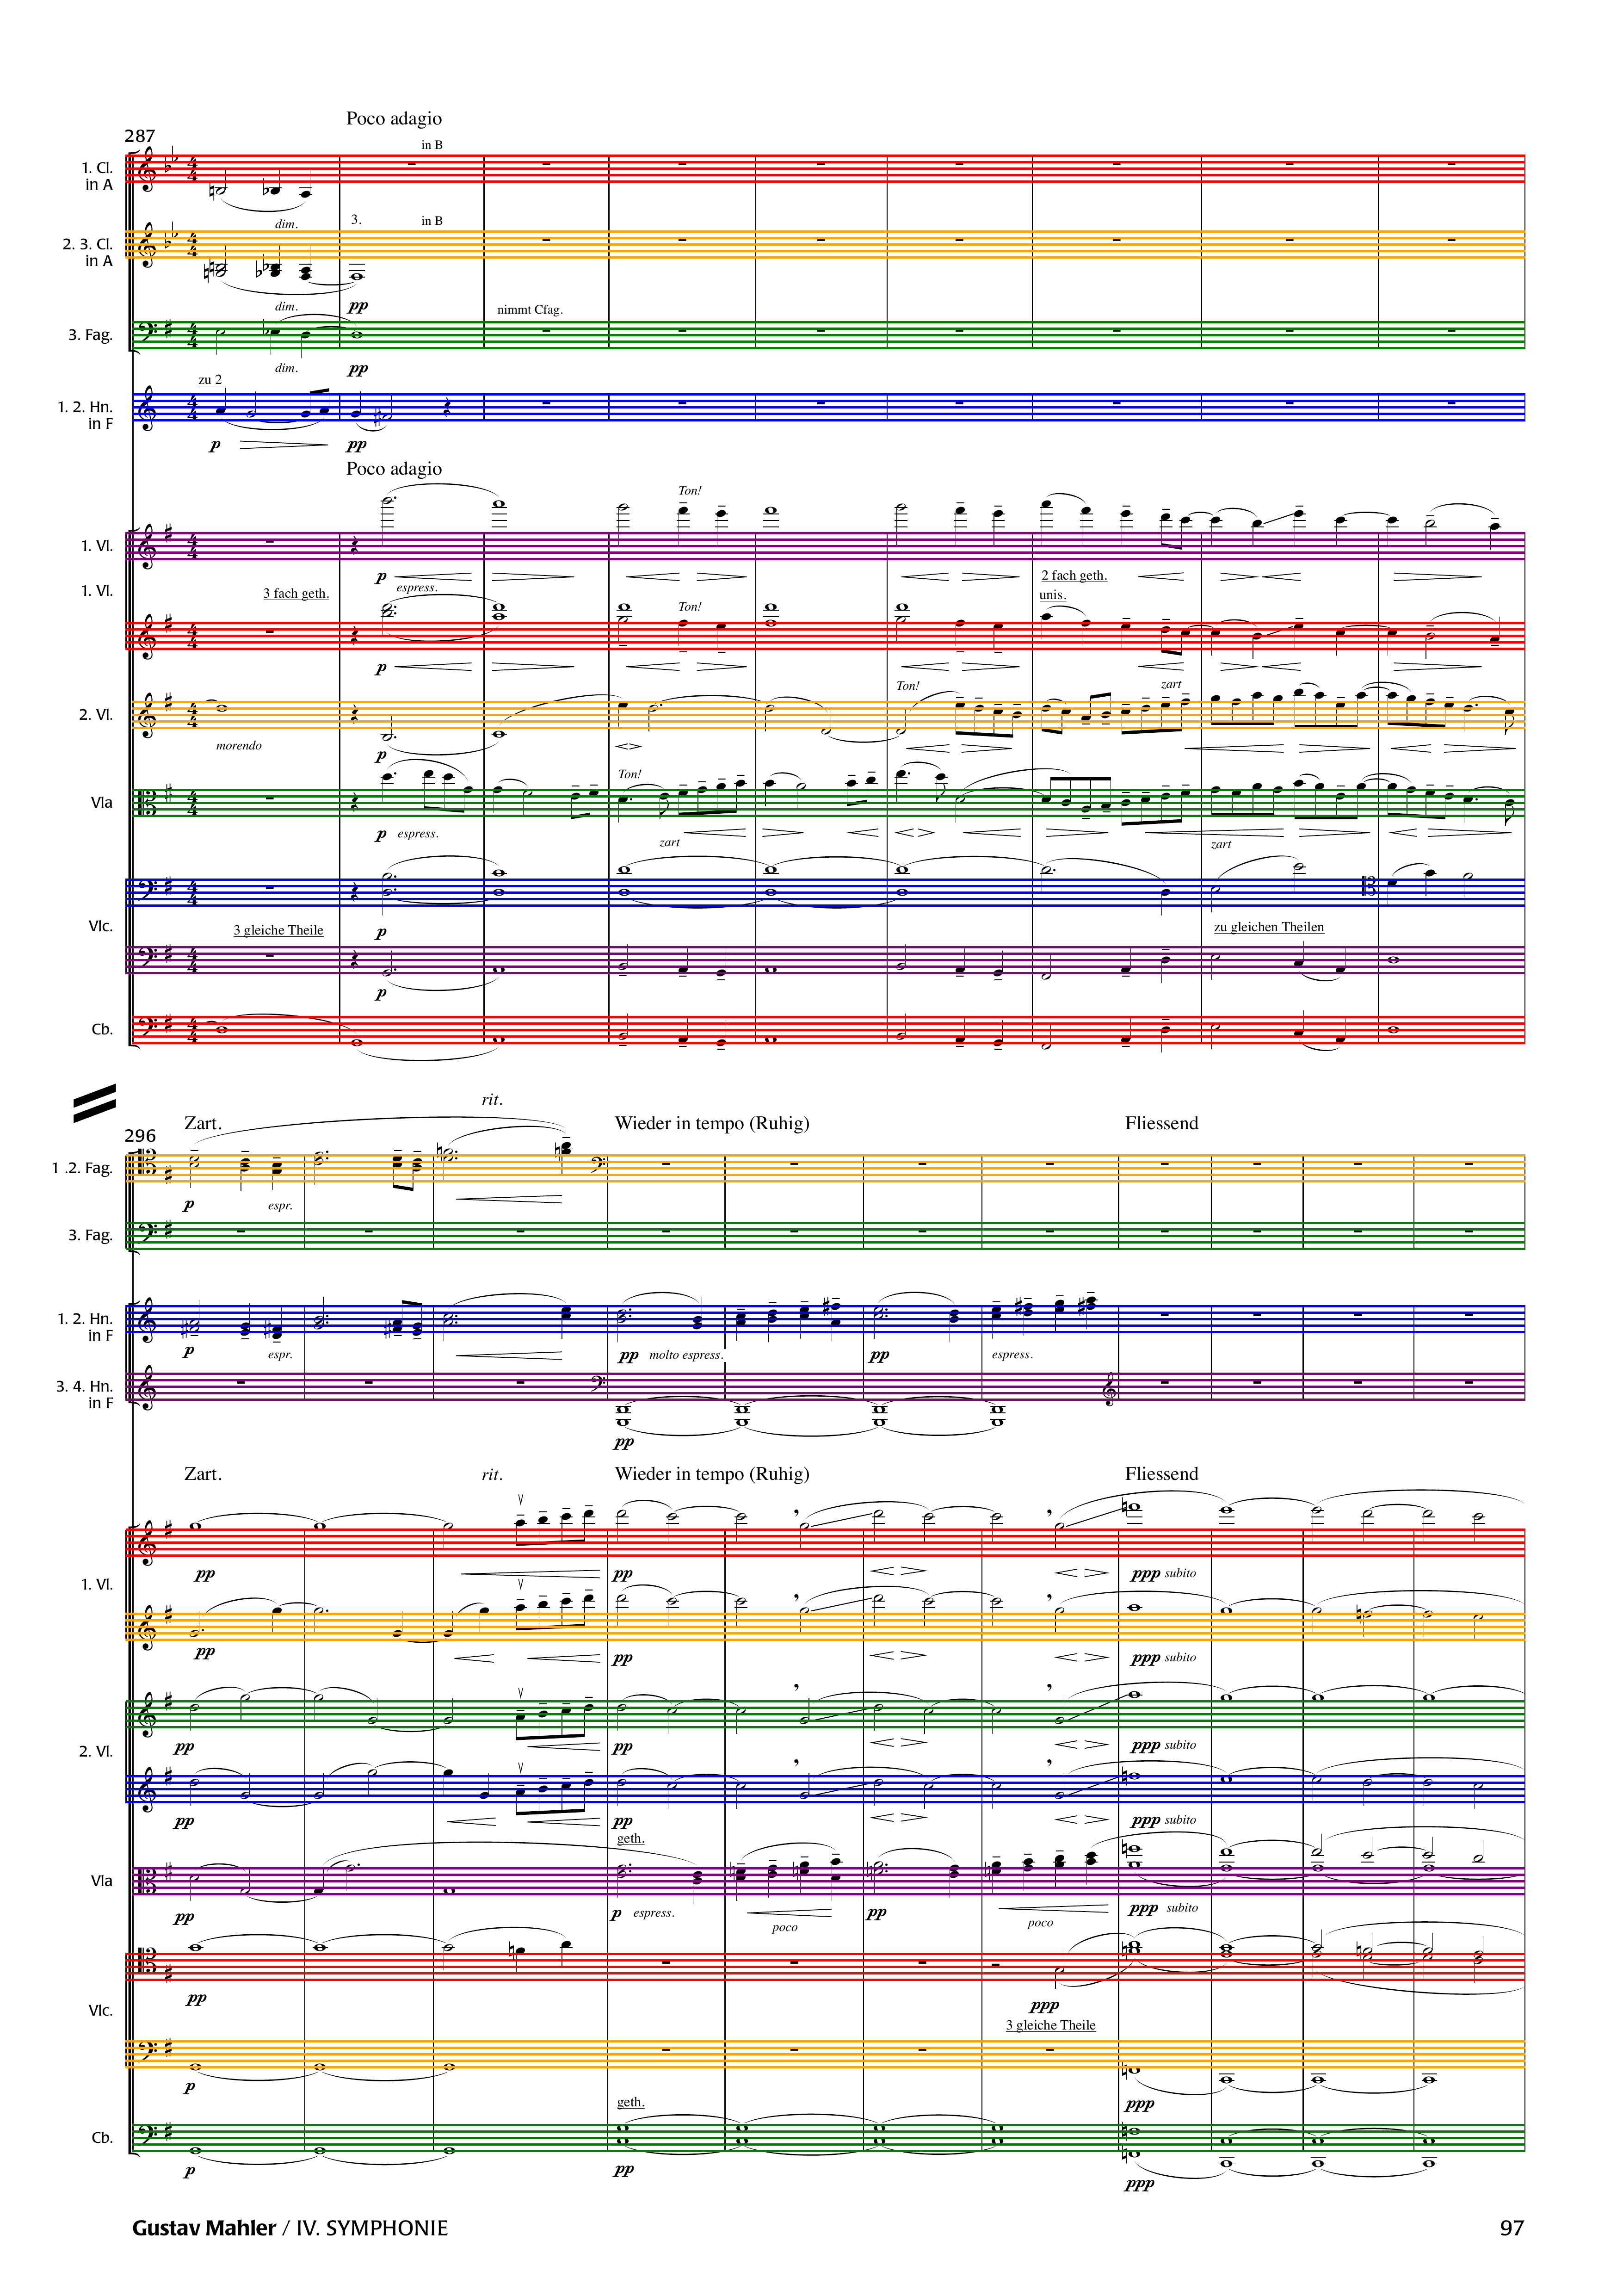 Poco adagio
287
1. Cl.
in A
in B
dim.
2. 3. Cl.
in A
3.
in B
dim.
pp
3. Fag.
nimmt Cfag.
dim.
pp
1. 2. Hn.
in F
zu 2
p
pp
Poco adagio
1. Vl.
Ton!
p
espress.
1. Vl.
3 fach geth.
Ton!
2 fach geth.
unis.
p
2. Vl.
Ton!
zart
morendo
p
Vla
Ton!
p espress.
zart
zart
Vlc.
p
3 gleiche Theile
zu gleichen Theilen
p
Cb.
rit.
Zart.
Wieder in tempo (Ruhig)
Fliessend
296
1 .2. Fag.
p
espr.
3. Fag.
1. 2. Hn.
in F
p
espr.
pp molto espress.
pp
espress.
3. 4. Hn.
in F
pp
Zart.
rit.
Wieder in tempo (Ruhig)
Fliessend
1. Vl.
pp
pp
ppp subito
pp
pp
ppp subito
2. Vl.
pp
pp
ppp subito
pp
pp
ppp subito
geth.
Vla
pp
p espress.
poco
pp
poco
ppp subito
Vlc.
pp
ppp
3 gleiche Theile
p
ppp
geth.
Cb.
p
pp
ppp
Gustav Mahler / IV. SYMPHONIE
97